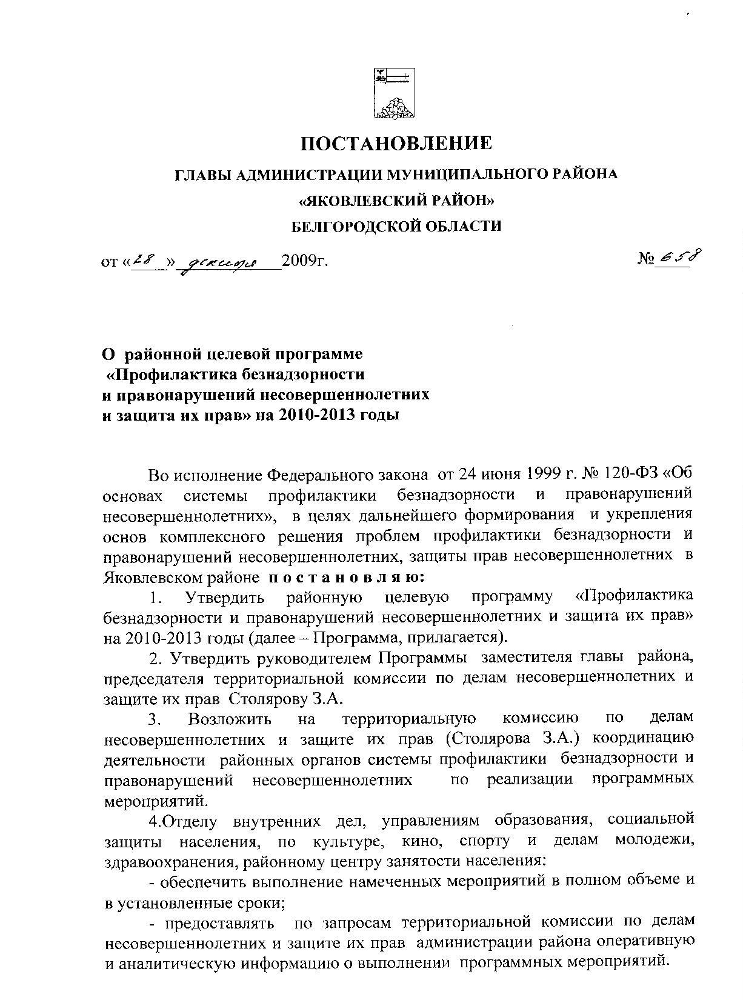 ПОСТАНОВЛЕНИЕ
ГЛАВЫ АДМИНИСТРАЦИИ МУНИЦИПАЛЬНОГО РАЙОНА
«ЯКОВЛЕВСКИЙ РАЙОН»
БЕЛГОРОДСКОЙ ОБЛАСТИ
от «28» декабря 2009г. № 658
О районной целевой программе
«Профилактика безнадзорности
и правонарушений несовершеннолетних
и защита их прав» на 2010-2013 годы
Во исполнение Федерального закона от 24 июня 1999 г. № 120-ФЗ «Об
основах системы профилактики безнадзорности и правонарушений
несовершеннолетних», в целях дальнейшего формирования и укрепления
основ комплексного решения проблем профилактики безнадзорности и
правонарушений несовершеннолетних, защиты прав несовершеннолетних в
Яковлевском районе п о с т а н о в л я ю:
1. Утвердить районную целевую программу «Профилактика
безнадзорности и правонарушений несовершеннолетних и защита их прав»
на 2010-2013 годы (далее – Программа, прилагается).
2. Утвердить руководителем Программы заместителя главы района,
председателя территориальной комиссии по делам несовершеннолетних и
защите их прав Столярову З.А.
3. Возложить на территориальную комиссию по делам
несовершеннолетних и защите их прав (Столярова З.А.) координацию
деятельности районных органов системы профилактики безнадзорности и
правонарушений несовершеннолетних по реализации программных
мероприятий.
4.Отделу внутренних дел, управлениям образования, социальной
защиты населения, по культуре, кино, спорту и делам молодежи,
здравоохранения, районному центру занятости населения:
- обеспечить выполнение намеченных мероприятий в полном объеме и
в установленные сроки;
- предоставлять по запросам территориальной комиссии по делам
несовершеннолетних и защите их прав администрации района оперативную
и аналитическую информацию о выполнении программных мероприятий.